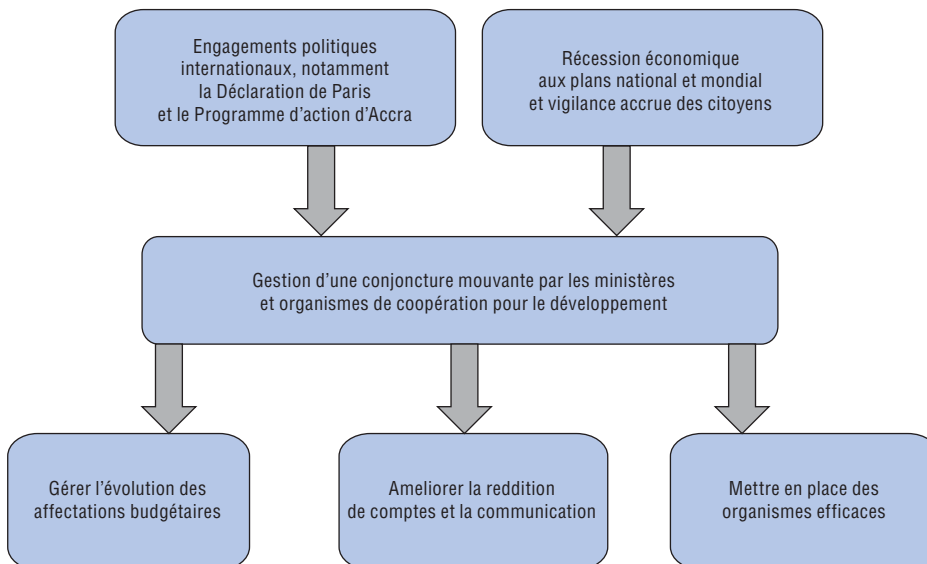 Engagements politiques
internationaux, notamment
la Déclaration de Paris
et le Programme d’action d’Accra
Récession économique
aux plans national et mondial
et vigilance accrue des citoyens
Gestion d’une conjoncture mouvante par les ministères
et organismes de coopération pour le développement
Gérer l’évolution des
affectations budgétaires
Ameliorer la reddition
de comptes et la communication
Mettre en place des
organismes efficaces